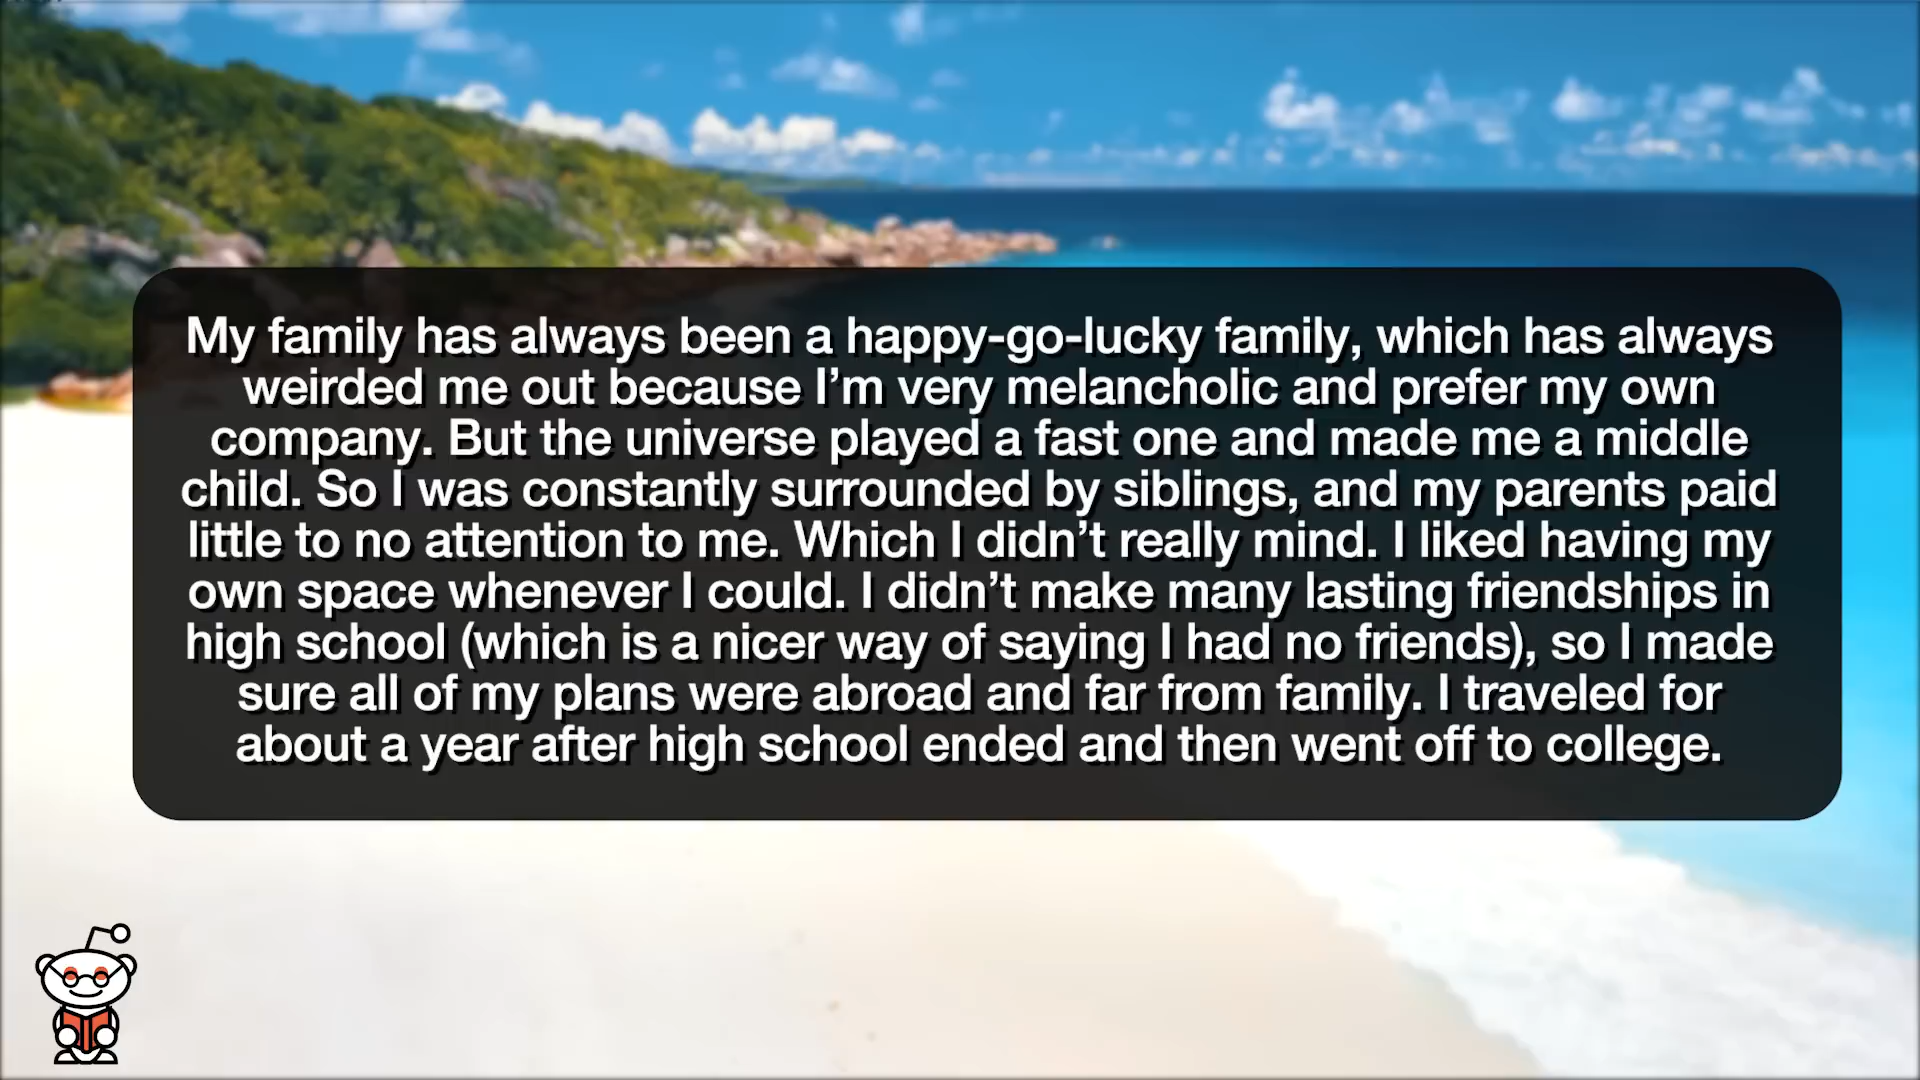 My family has always been a happy-go-lucky family, which has always
weirded me out because I’m very melancholic and prefer my own
company. But the universe played a fast one and made me a middle
child. So I was constantly surrounded by siblings, and my parents paid
little to no attention to me. Which I didn’t really mind. I liked having my
own space whenever I could. I didn’t make many lasting friendships in
high school (which is a nicer way of saying I had no friends), so I made
sure all of my plans were abroad and far from family. I traveled for
about a year after high school ended and then went off to college.